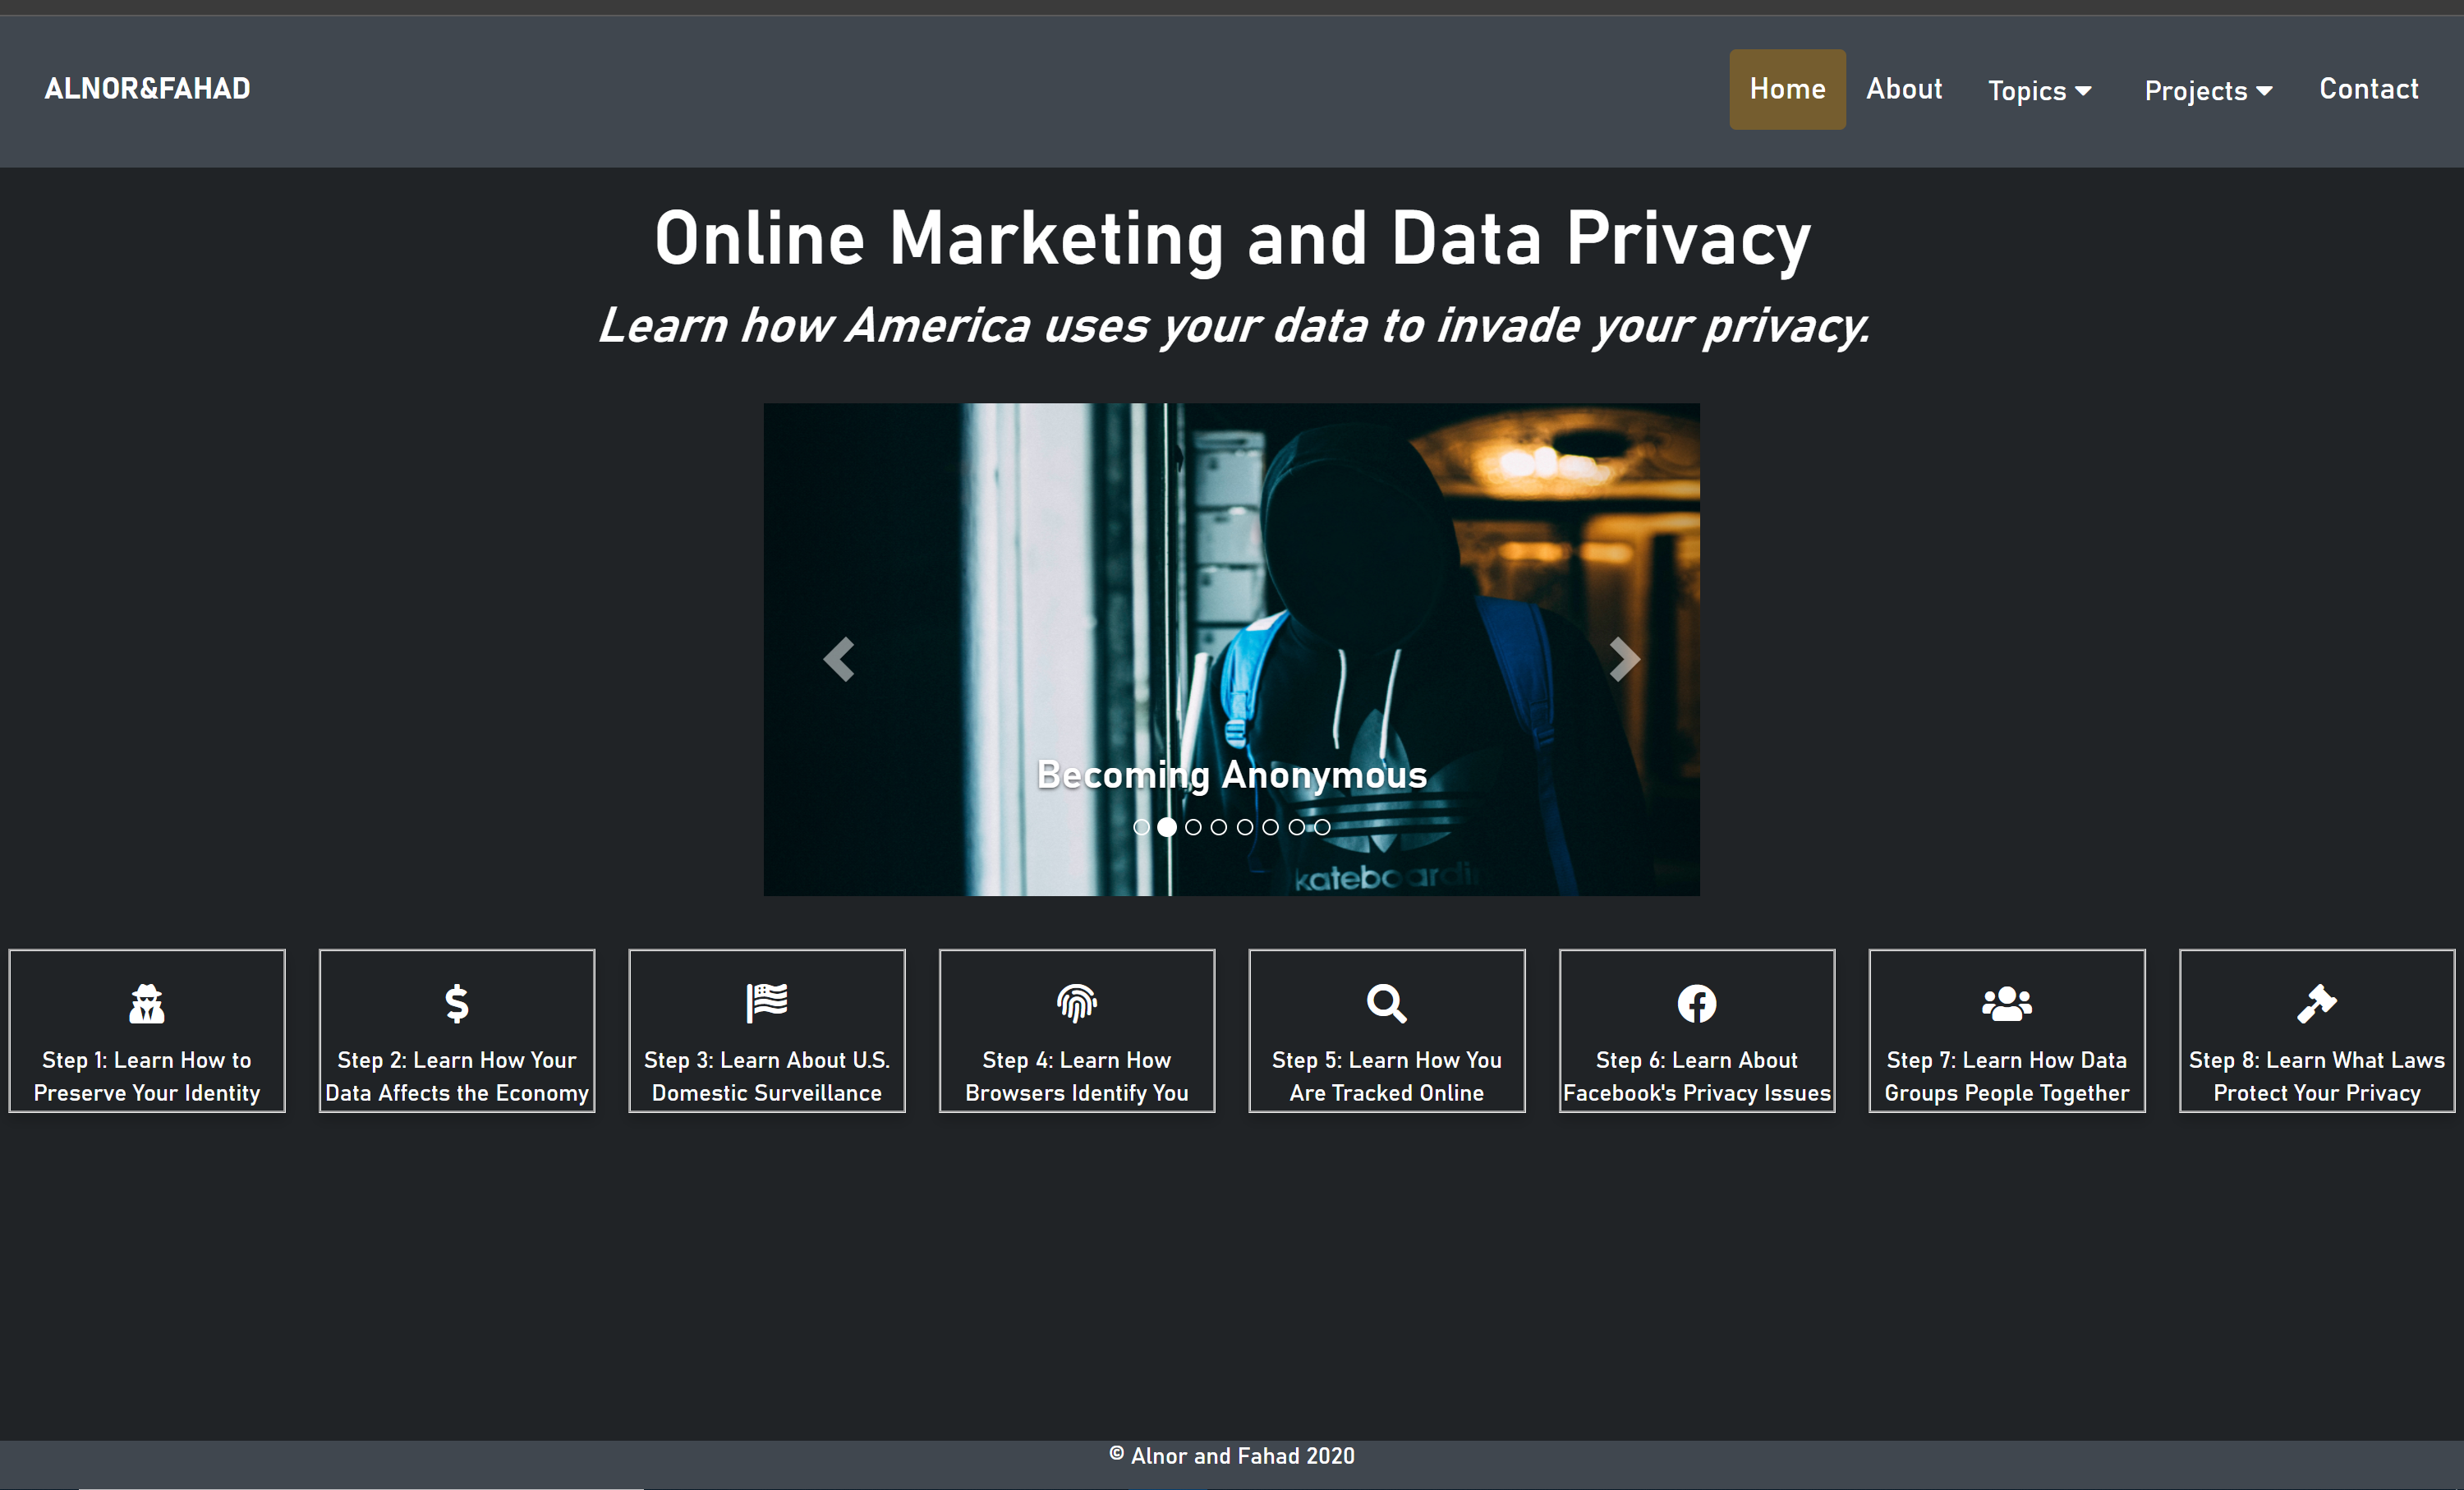 ALNOR&FAHAD
Home About Topics Projects Contact
Online Marketing and Data Privacy
Learn how America uses your data to invade your privacy.
Becoming Anonymous
kateboardi
Step 1: Learn How to
Preserve Your Identity
Step 2: Learn How Your
Data Affects the Economy
Step 3: Learn About U.S.
Domestic Surveillance
Step 4: Learn How
Browsers Identify You
Step 5: Learn How You
Are Tracked Online
Step 6: Learn About
Facebook's Privacy Issues
Step 7: Learn How Data
Groups People Together
Step 8: Learn What Laws
Protect Your Privacy
© Alnor and Fahad 2020